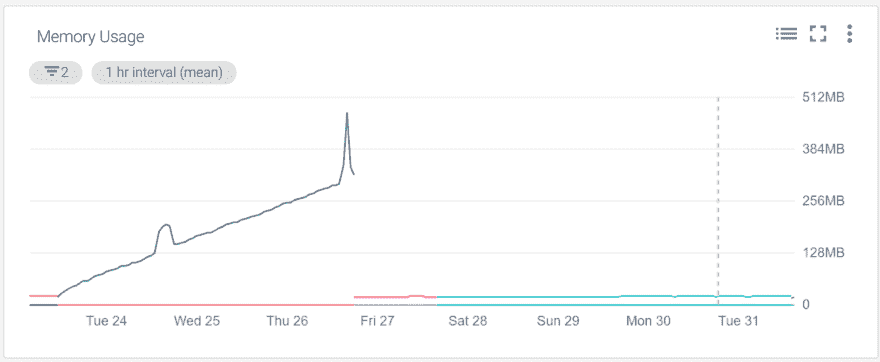 Memory Usage
2
1 hr interval (mean)
512MB
384MB
256MB
128MB
0
Tue 24 Wed 25 Thu 26 Fri 27 Sat 28 Sun 29 Mon 30 Tue 31